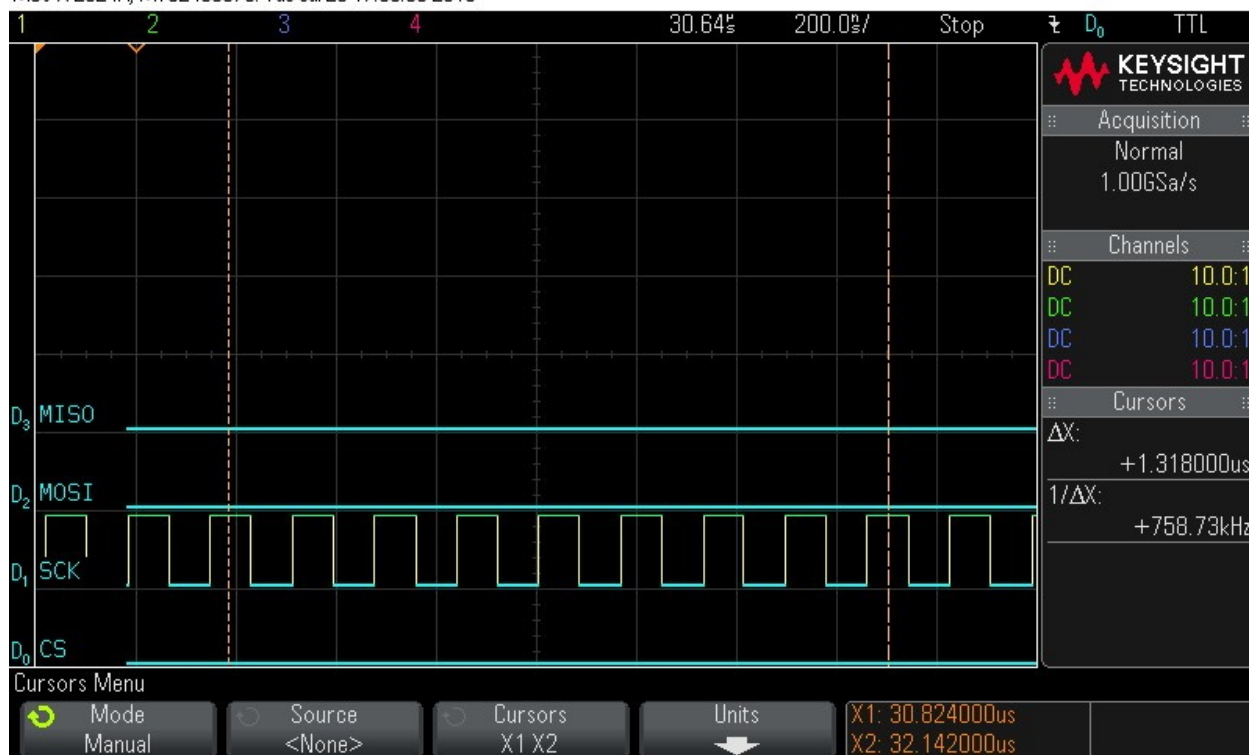 1 2 3 4 30.64µs 200.0ns/ Stop D₀ TTL
KEYSIGHT
TECHNOLOGIES
Acquisition
Normal
1.00GSa/s
Channels
DC 10.0:1
DC 10.0:1
DC 10.0:1
DC 10.0:1
Cursors
ΔX:
+1.318000us
1/ΔX:
+758.73kHz
D₃ MISO
D₂ MOSI
D₁ SCK
D₀ CS
Cursors Menu
Mode
Manual
Source
<None>
Cursors
X1 X2
Units
X1: 30.824000us
X2: 32.142000us